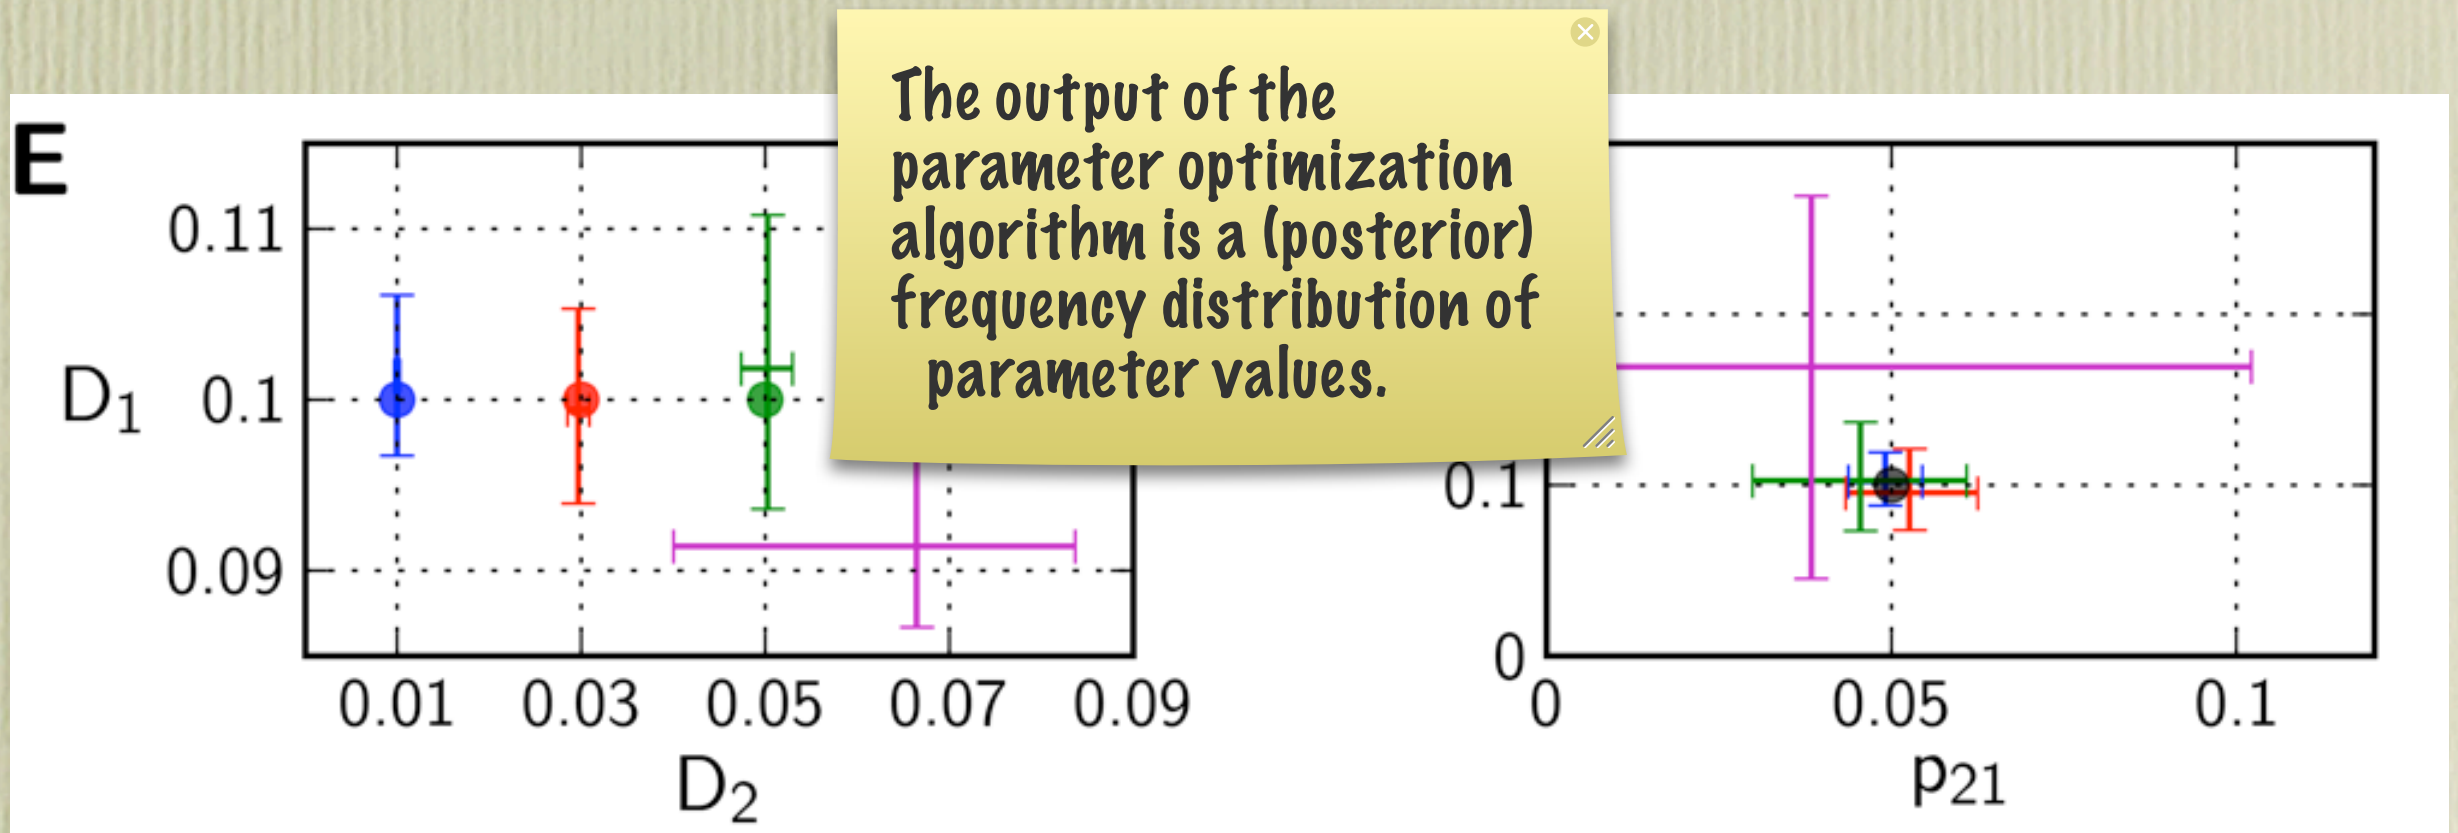 The output of the
parameter optimization
algorithm is a (posterior)
frequency distribution of
parameter values.
E
0.11
D1 0.1
0.09
0.01 0.03 0.05 0.07 0.09
D2
0.1
0
0 0.05 0.1
p21